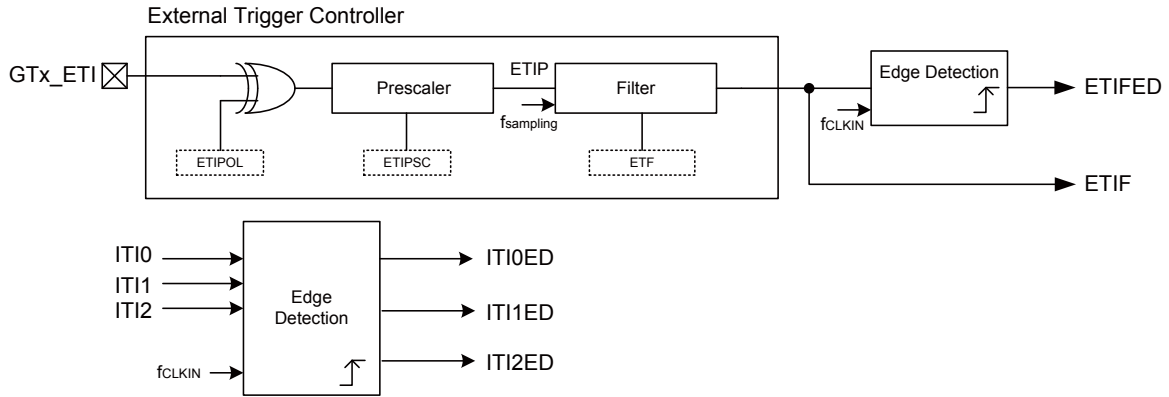 External Trigger Controller
GTx_ETI
Prescaler
ETIP
fsampling
Filter
Edge Detection
fCLKIN
ETIFED
ETIPOL
ETIPSC
ETF
ETIF
ITI0
ITI1
ITI2
fCLKIN
Edge
Detection
ITI0ED
ITI1ED
ITI2ED